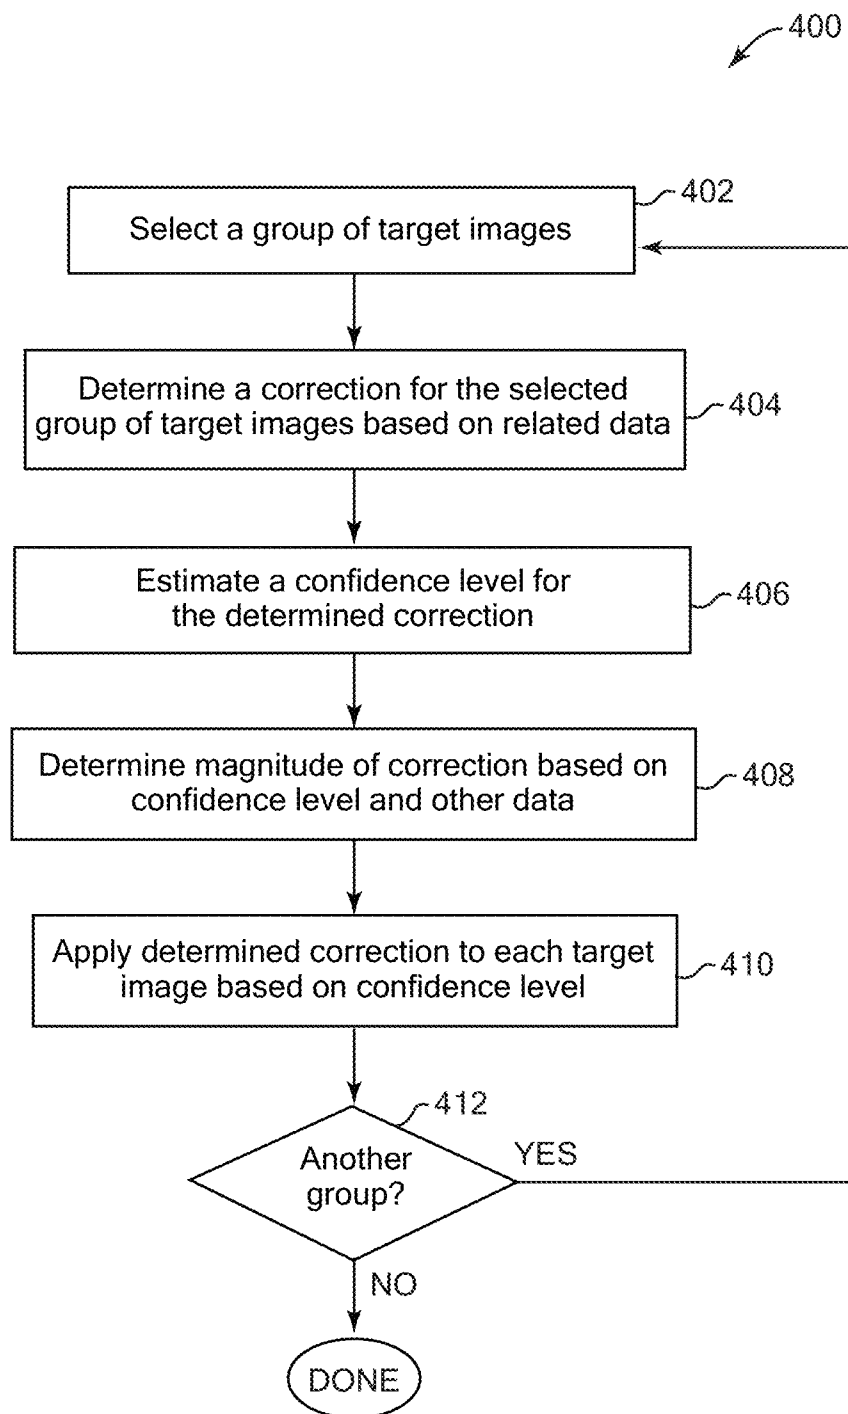 400
402
Select a group of target images
Determine a correction for the selected
group of target images based on related data
404
Estimate a confidence level for
the determined correction
406
Determine magnitude of correction based on
confidence level and other data
408
Apply determined correction to each target
image based on confidence level
410
412
Another
group?
YES
NO
DONE